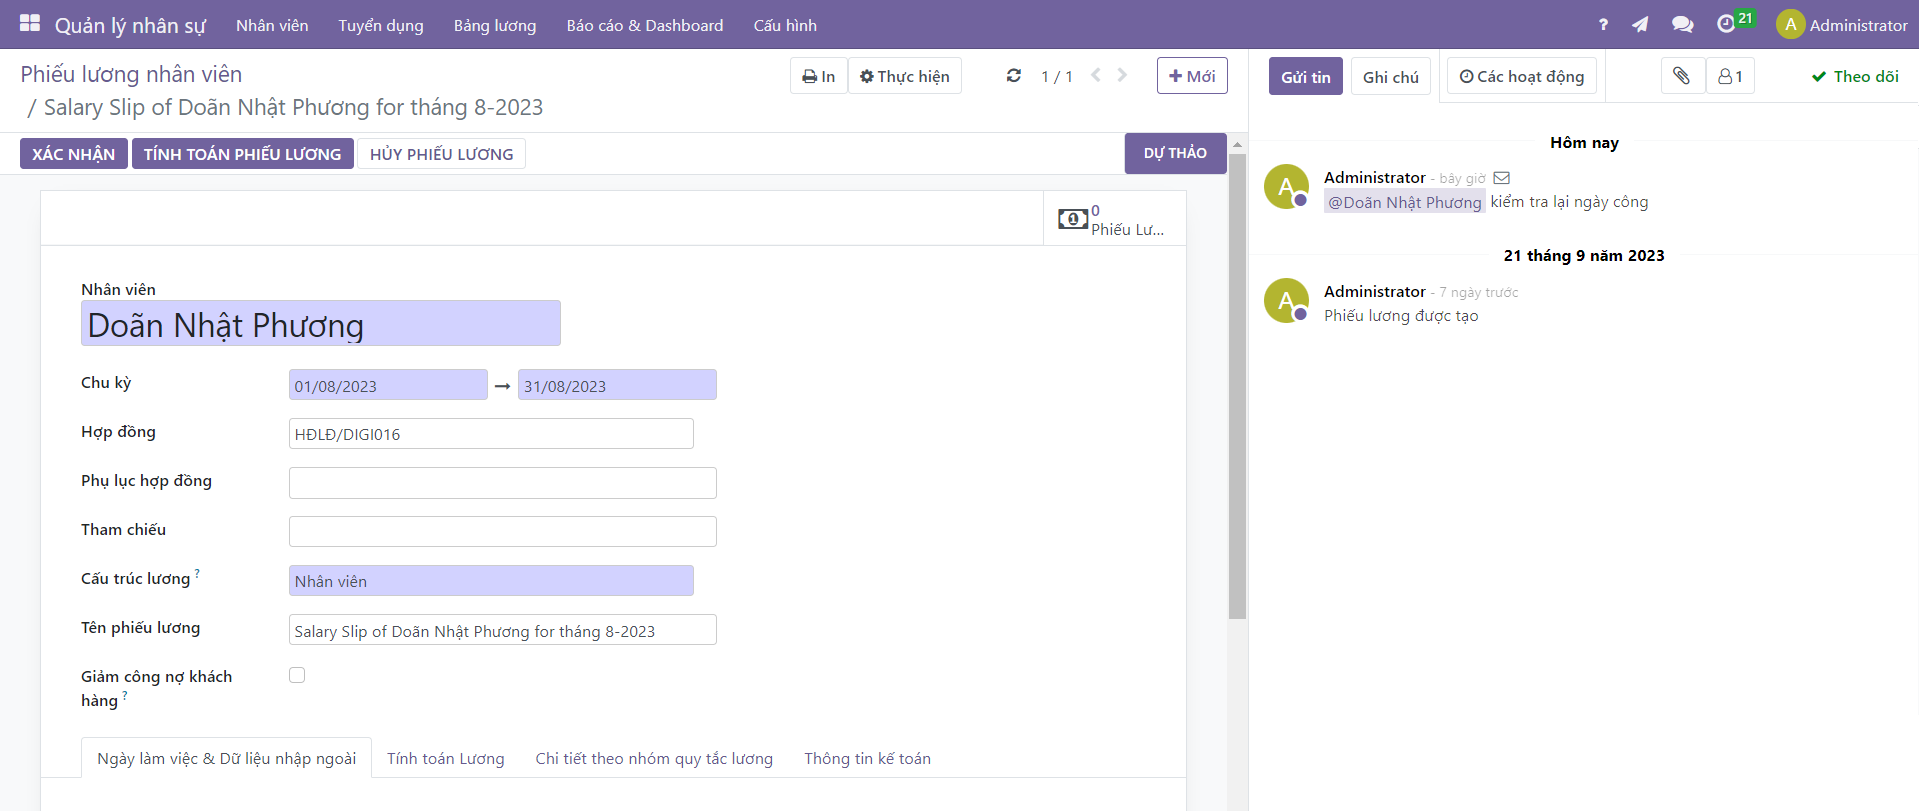 Quản lý nhân sự Nhân viên Tuyển dụng Bảng lương Báo cáo & Dashboard Cấu hình ? 21 A Administrator
Phiếu lương nhân viên
/ Salary Slip of Doãn Nhật Phương for tháng 8-2023
In Thực hiện 1 / 1 Mới
XÁC NHẬN TÍNH TOÁN PHIẾU LƯƠNG HỦY PHIẾU LƯƠNG DỰ THẢO
0
Phiếu Lư...
Nhân viên
Doãn Nhật Phương
Chu kỳ 01/08/2023 → 31/08/2023
Hợp đồng HĐLĐ/DIGI016
Phụ lục hợp đồng
Tham chiếu
Cấu trúc lương ? Nhân viên
Tên phiếu lương Salary Slip of Doãn Nhật Phương for tháng 8-2023
Giảm công nợ khách
hàng ?
Ngày làm việc & Dữ liệu nhập ngoài Tính toán Lương Chi tiết theo nhóm quy tắc lương Thông tin kế toán
Gửi tin Ghi chú Các hoạt động 1 Theo dõi
Hôm nay
A Administrator - bây giờ
@Doãn Nhật Phương kiểm tra lại ngày công
21 tháng 9 năm 2023
A Administrator - 7 ngày trước
Phiếu lương được tạo